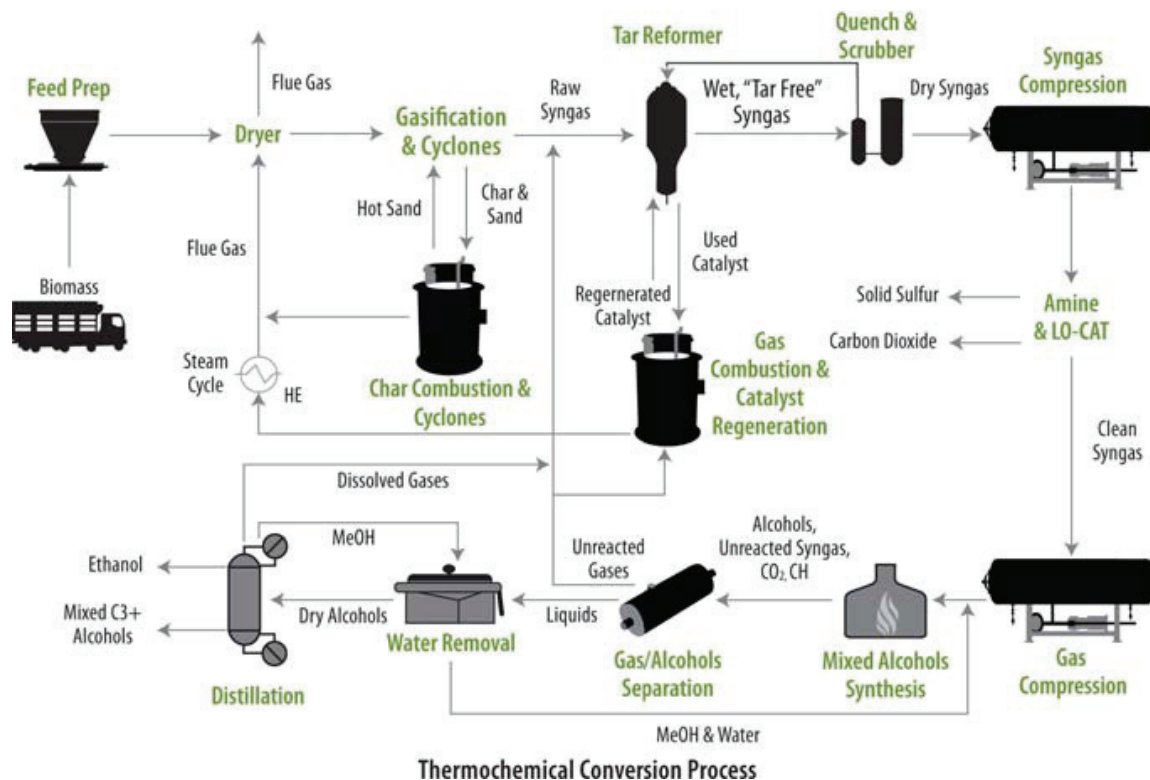 Feed Prep
Flue Gas
Dryer
Gasification
& Cyclones
Raw
Syngas
Tar Reformer
Wet, “Tar Free”
Syngas
Quench &
Scrubber
Dry Syngas
Syngas
Compression
Hot Sand
Char &
Sand
Flue Gas
Biomass
Used
Catalyst
Regernerated
Catalyst
Solid Sulfur
Carbon Dioxide
Amine
& LO-CAT
Steam
Cycle
HE
Char Combustion &
Cyclones
Gas
Combustion &
Catalyst
Regeneration
Clean
Syngas
Dissolved Gases
MeOH
Ethanol
Mixed C3+
Alcohols
Distillation
Dry Alcohols
Water Removal
Unreacted
Gases
Liquids
Gas/Alcohols
Separation
Alcohols,
Unreacted Syngas,
CO₂, CH
Mixed Alcohols
Synthesis
Gas
Compression
MeOH & Water
Thermochemical Conversion Process